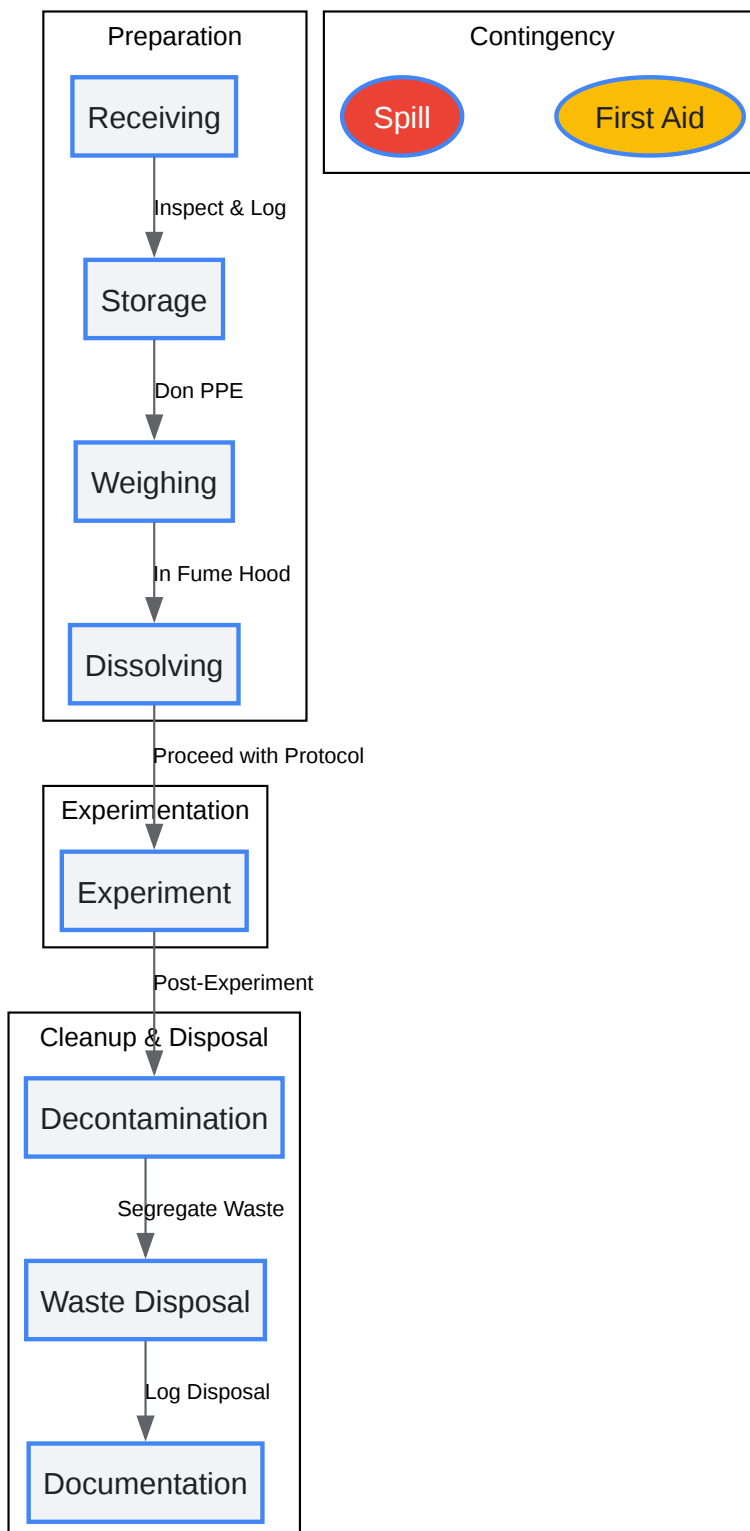 Preparation
Receiving
Inspect & Log
Storage
Don PPE
Weighing
In Fume Hood
Dissolving
Proceed with Protocol
Experimentation
Experiment
Post-Experiment
Cleanup & Disposal
Decontamination
Segregate Waste
Waste Disposal
Log Disposal
Documentation
Contingency
Spill
First Aid